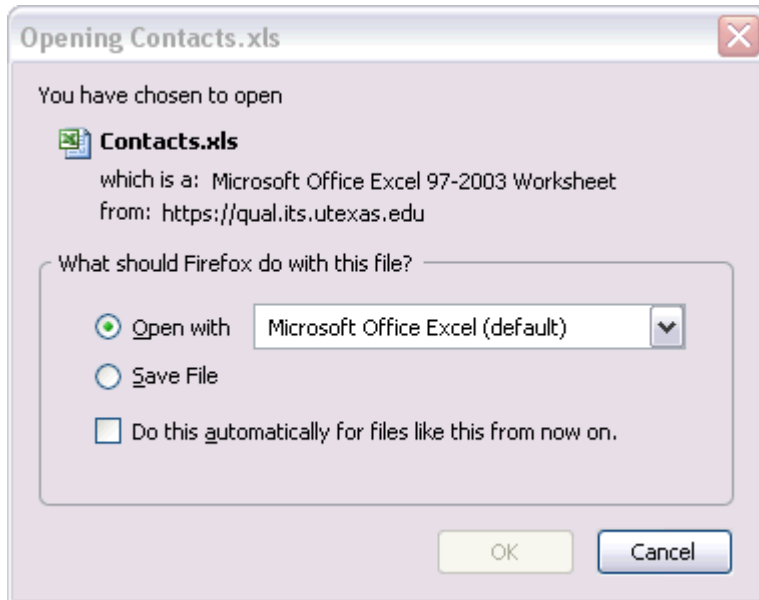 Opening Contacts.xls
You have chosen to open
Contacts.xls
which is a: Microsoft Office Excel 97-2003 Worksheet
from: https://qual.its.utexas.edu
What should Firefox do with this file?
Open with Microsoft Office Excel (default)
Save File
Do this automatically for files like this from now on.
OK Cancel